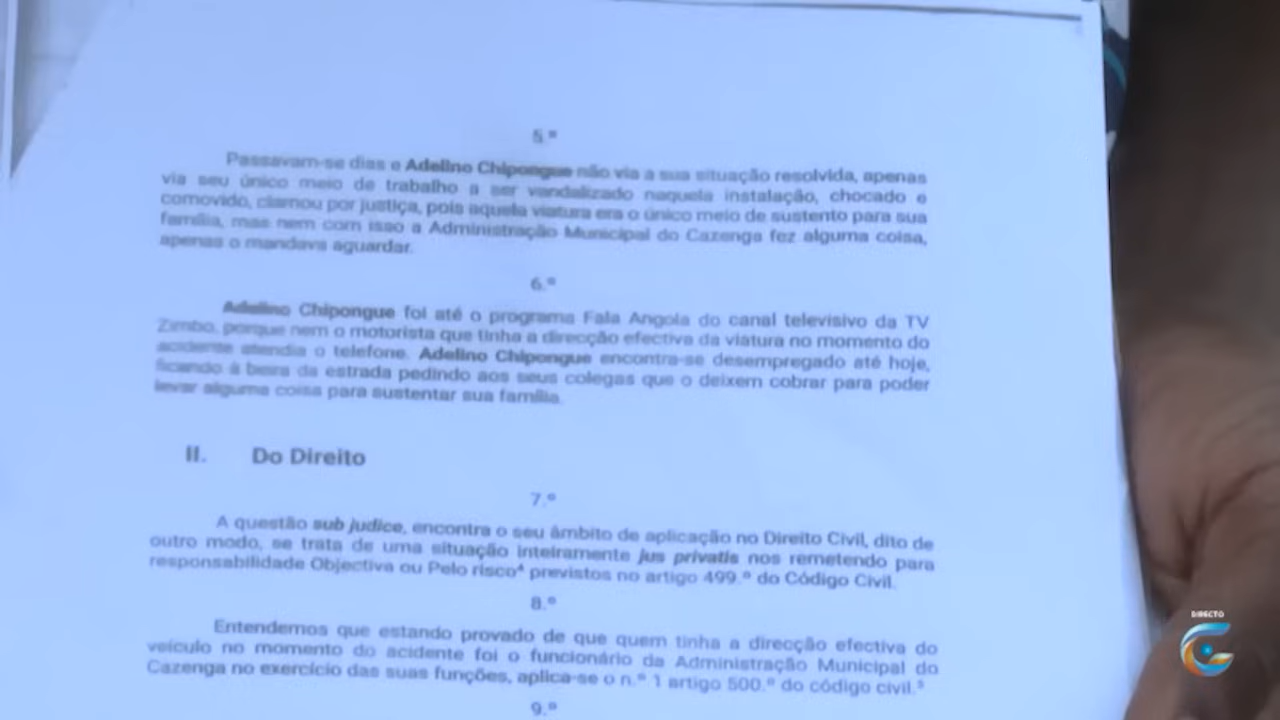 5.º
Passavam-se dias e Adelino Chipongue não via a sua situação resolvida, apenas
via seu único meio de trabalho a ser vandalizado naquela instalação, chocado e
comovido, clamou por justiça, pois aquela viatura era o único meio de sustento para sua
família, mas nem com isso a Administração Municipal do Cazenga fez alguma coisa,
apenas o mandava aguardar.
6.º
Adelino Chipongue foi até o programa Fala Angola do canal televisivo da TV
Zimbo, porque nem o motorista que tinha a direcção efectiva da viatura no momento do
acidente atendia o telefone. Adelino Chipongue encontra-se desempregado até hoje,
ficando à beira da estrada pedindo aos seus colegas que o deixem cobrar para poder
levar alguma coisa para sustentar sua família.
II. Do Direito
7.º
A questão sub judice, encontra o seu âmbito de aplicação no Direito Civil, dito de
outro modo, se trata de uma situação inteiramente jus privatis nos remetendo para
responsabilidade Objectiva ou Pelo risco⁴ previstos no artigo 499.º do Código Civil.
8.º
Entendemos que estando provado de que quem tinha a direcção efectiva do
veículo no momento do acidente foi o funcionário da Administração Municipal do
Cazenga no exercício das suas funções, aplica-se o n.º 1 artigo 500.º do código civil.⁵
9.º
DIRECTO